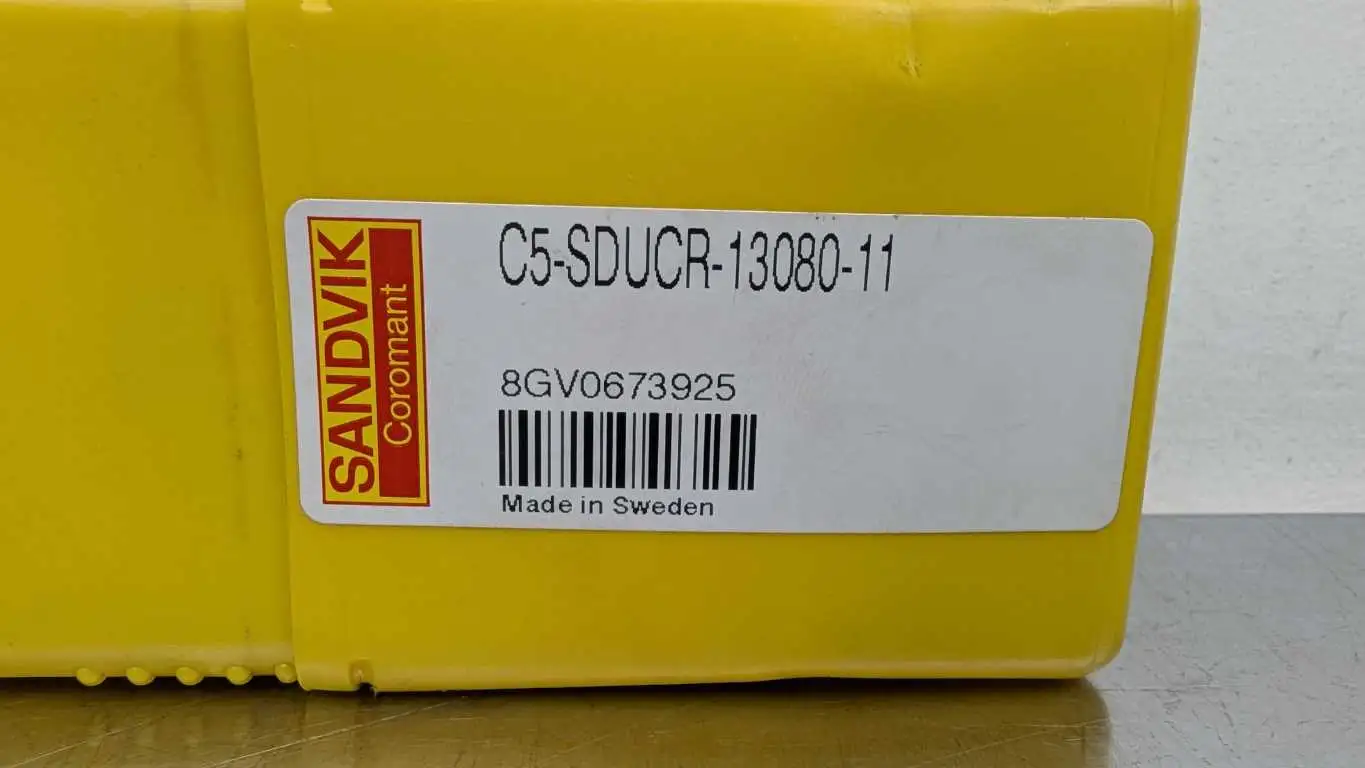 SANDVIK
Coromant
C5-SDUCR-13080-11
8GV0673925
Made in Sweden